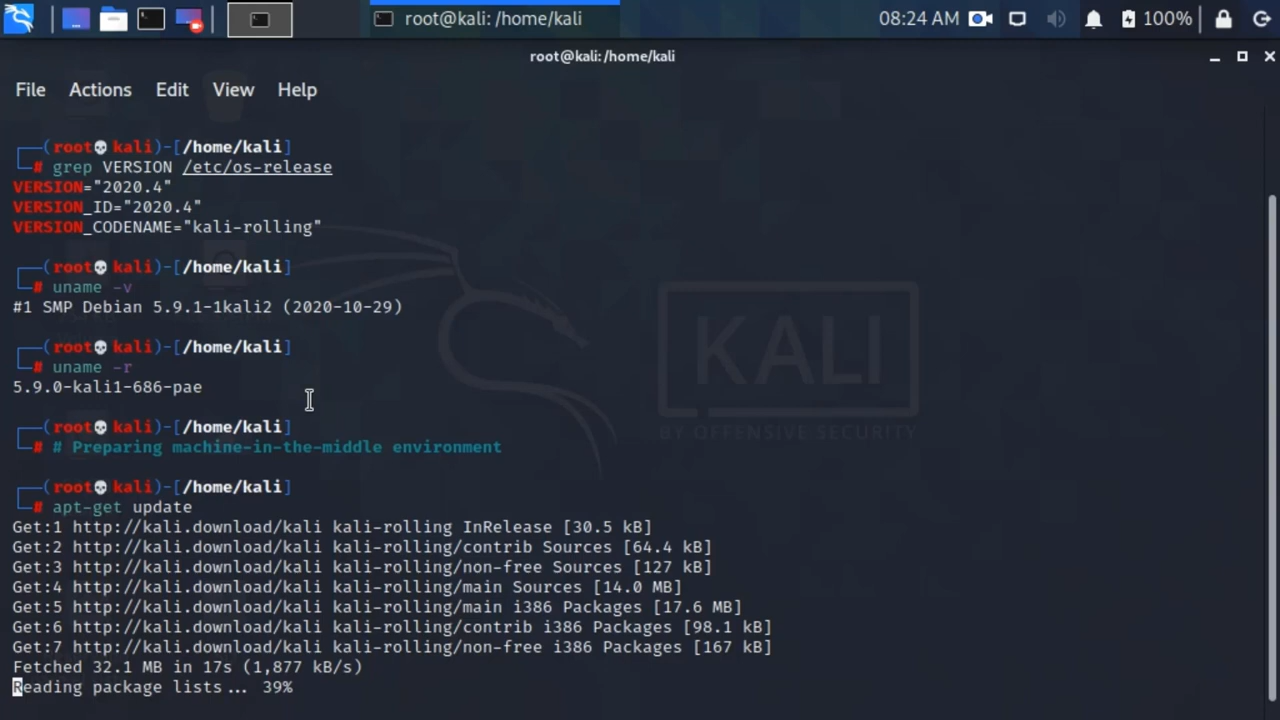 root@kali: /home/kali
08:24 AM
100%
root@kali:/home/kali
File Actions Edit View Help
(root💀kali)-[/home/kali]
# grep VERSION /etc/os-release
VERSION="2020.4"
VERSION_ID="2020.4"
VERSION_CODENAME="kali-rolling"
(root💀kali)-[/home/kali]
# uname -v
#1 SMP Debian 5.9.1-1kali2 (2020-10-29)
(root💀kali)-[/home/kali]
# uname -r
5.9.0-kali1-686-pae
(root💀kali)-[/home/kali]
# # Preparing machine-in-the-middle environment
(root💀kali)-[/home/kali]
# apt-get update
Get:1 http://kali.download/kali kali-rolling InRelease [30.5 kB]
Get:2 http://kali.download/kali kali-rolling/contrib Sources [64.4 kB]
Get:3 http://kali.download/kali kali-rolling/non-free Sources [127 kB]
Get:4 http://kali.download/kali kali-rolling/main Sources [14.0 MB]
Get:5 http://kali.download/kali kali-rolling/main i386 Packages [17.6 MB]
Get:6 http://kali.download/kali kali-rolling/contrib i386 Packages [98.1 kB]
Get:7 http://kali.download/kali kali-rolling/non-free i386 Packages [167 kB]
Fetched 32.1 MB in 17s (1,877 kB/s)
Reading package lists... 39%
KALI
BY OFFENSIVE SECURITY